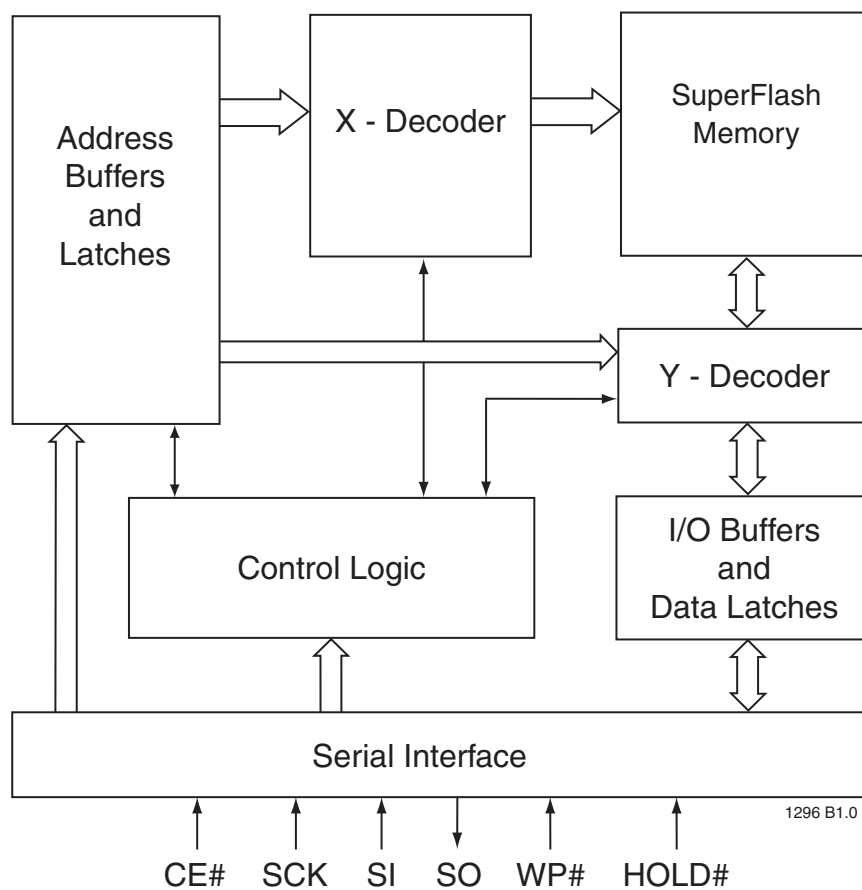 Address
Buffers
and
Latches
X - Decoder
SuperFlash
Memory
Y - Decoder
Control Logic
I/O Buffers
and
Data Latches
Serial Interface
1296 B1.0
CE# SCK SI SO WP# HOLD#